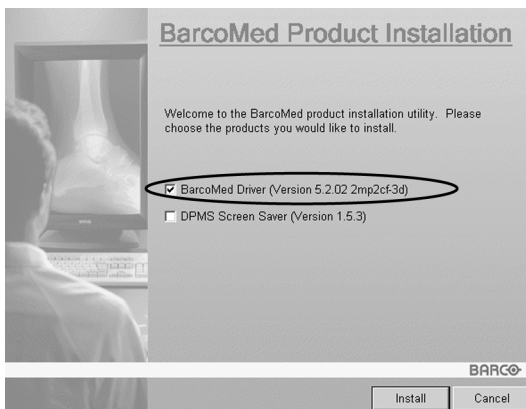 BarcoMed Product Installation
Welcome to the BarcoMed product installation utility. Please
choose the products you would like to install.
BarcoMed Driver (Version 5.2.02 2mp2cf-3d)
DPMS Screen Saver (Version 1.5.3)
BARCO
Install
Cancel